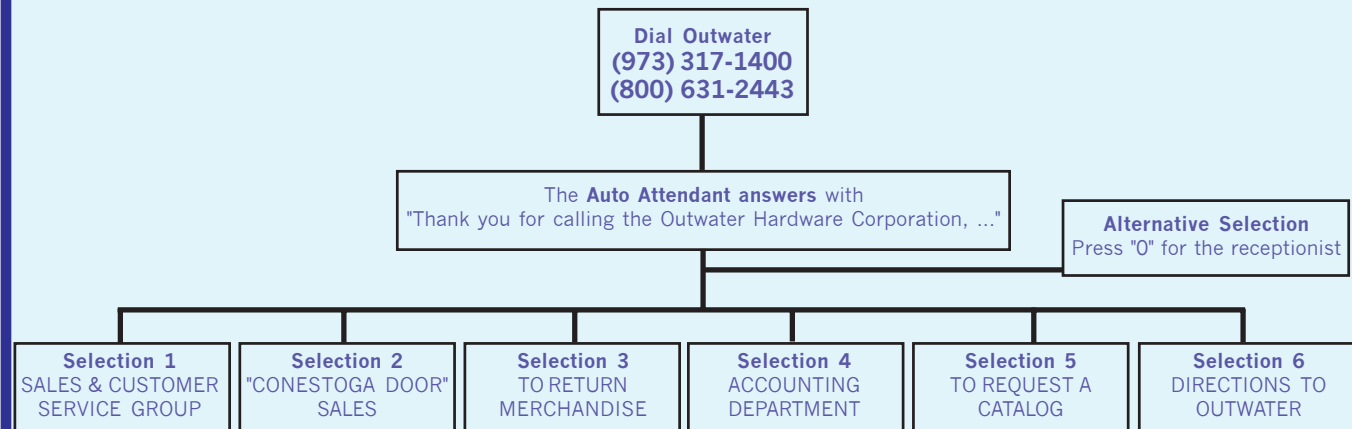 Dial Outwater
(973) 317-1400
(800) 631-2443
The Auto Attendant answers with
"Thank you for calling the Outwater Hardware Corporation, ..."
Alternative Selection
Press "0" for the receptionist
Selection 1
SALES & CUSTOMER
SERVICE GROUP
Selection 2
"CONESTOGA DOOR"
SALES
Selection 3
TO RETURN
MERCHANDISE
Selection 4
ACCOUNTING
DEPARTMENT
Selection 5
TO REQUEST A
CATALOG
Selection 6
DIRECTIONS TO
OUTWATER